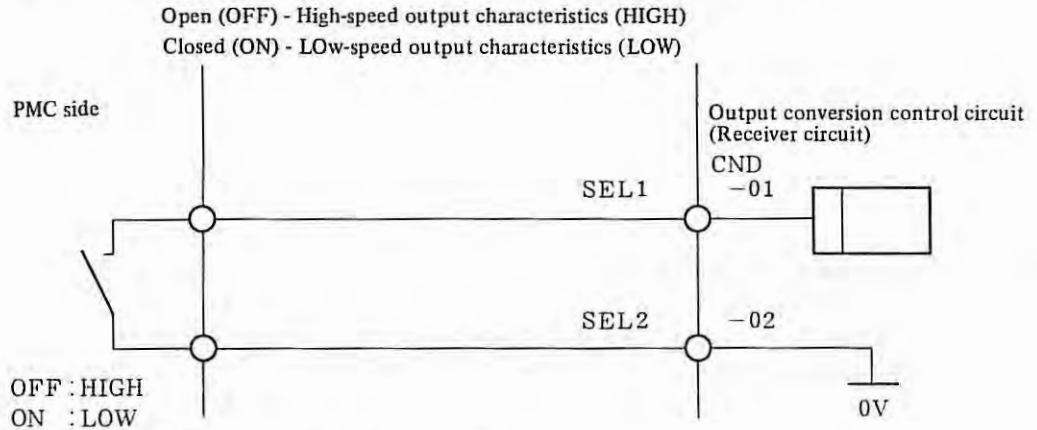 Open (OFF) - High-speed output characteristics (HIGH)
Closed (ON) - LOw-speed output characteristics (LOW)
PMC side
Output conversion control circuit
(Receiver circuit)
CND
SEL1
-01
SEL2
-02
OFF : HIGH
ON : LOW
0V